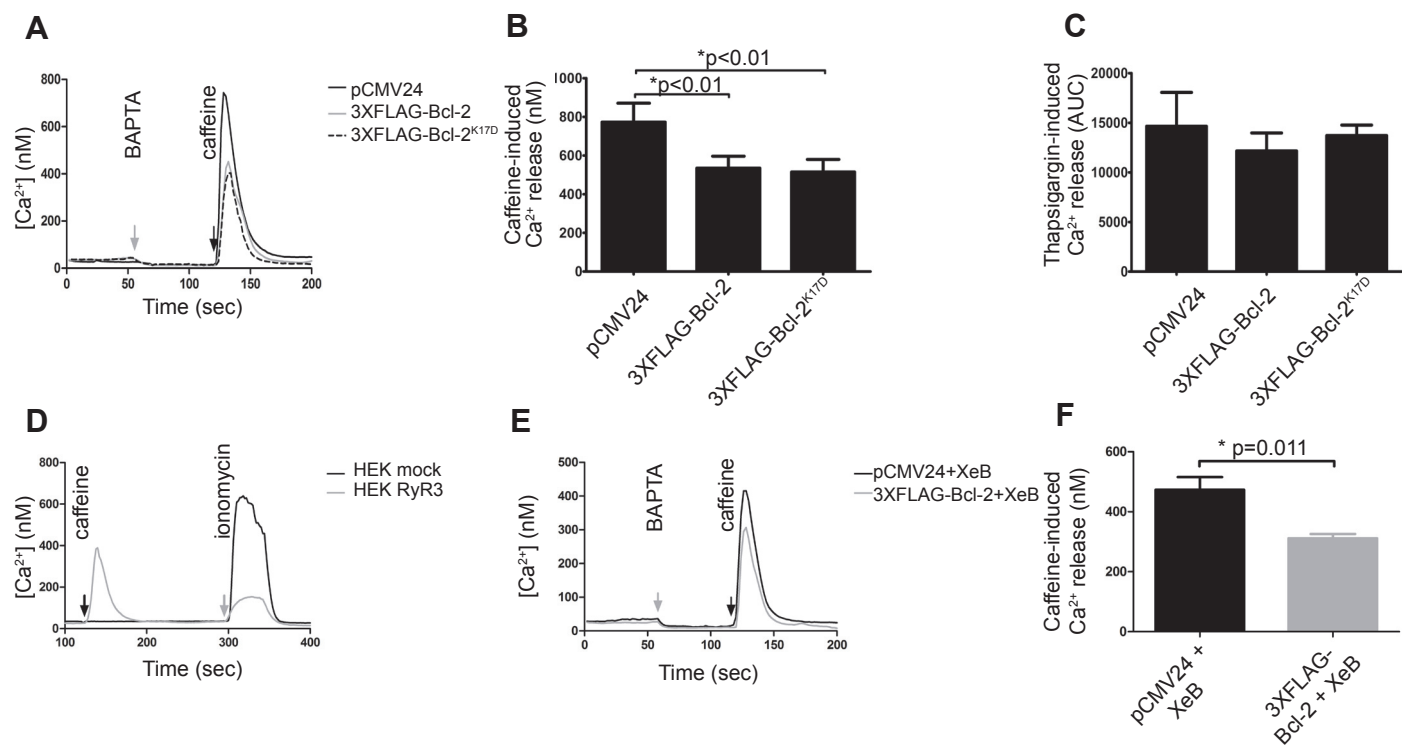 A
800
600
400
200
0
[Ca²⁺] (nM)
BAPTA
caffeine
pCMV24
3XFLAG-Bcl-2
3XFLAG-Bcl-2ᴷ¹⁷ᴰ
0 50 100 150 200
Time (sec)
B
*p<0.01
*p<0.01
1000
800
600
400
200
0
Caffeine-induced
Ca²⁺ release (nM)
pCMV24
3XFLAG-Bcl-2
3XFLAG-Bcl-2ᴷ¹⁷ᴰ
C
20000
15000
10000
5000
0
Thapsigargin-induced
Ca²⁺ release (AUC)
pCMV24
3XFLAG-Bcl-2
3XFLAG-Bcl-2ᴷ¹⁷ᴰ
D
800
600
400
200
0
[Ca²⁺] (nM)
caffeine
ionomycin
HEK mock
HEK RyR3
100 200 300 400
Time (sec)
E
500
400
300
200
100
0
[Ca²⁺] (nM)
BAPTA
caffeine
pCMV24+XeB
3XFLAG-Bcl-2+XeB
0 50 100 150 200
Time (sec)
F
* p=0.011
600
400
200
0
Caffeine-induced
Ca²⁺ release (nM)
pCMV24 +
XeB
3XFLAG-
Bcl-2 + XeB